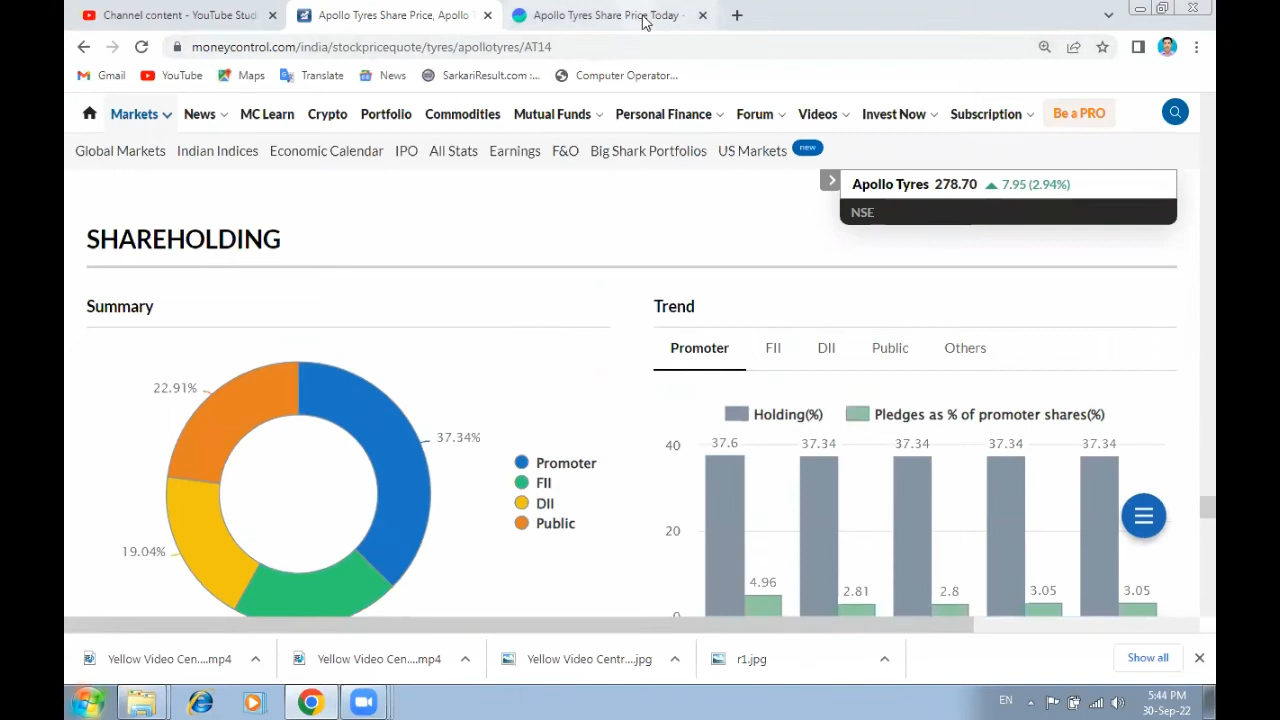 Channel content - YouTube Studi
Apollo Tyres Share Price, Apollo
Apollo Tyres Share Price Today -
moneycontrol.com/india/stockpricequote/tyres/apollotyres/AT14
Gmail YouTube Maps Translate News SarkariResult.com :... Computer Operator...
Markets News MC Learn Crypto Portfolio Commodities Mutual Funds Personal Finance Forum Videos Invest Now Subscription Be a PRO
Global Markets Indian Indices Economic Calendar IPO All Stats Earnings F&O Big Shark Portfolios US Markets new
Apollo Tyres 278.70 7.95 (2.94%)
NSE
SHAREHOLDING
Summary
22.91%
37.34%
19.04%
Promoter
FII
DII
Public
Trend
Promoter FII DII Public Others
Holding(%) Pledges as % of promoter shares(%)
40 37.6 37.34 37.34 37.34 37.34
20
4.96 2.81 2.8 3.05 3.05
0
Yellow Video Cen....mp4 Yellow Video Cen....mp4 Yellow Video Centr....jpg r1.jpg Show all
EN 5:44 PM
30-Sep-22